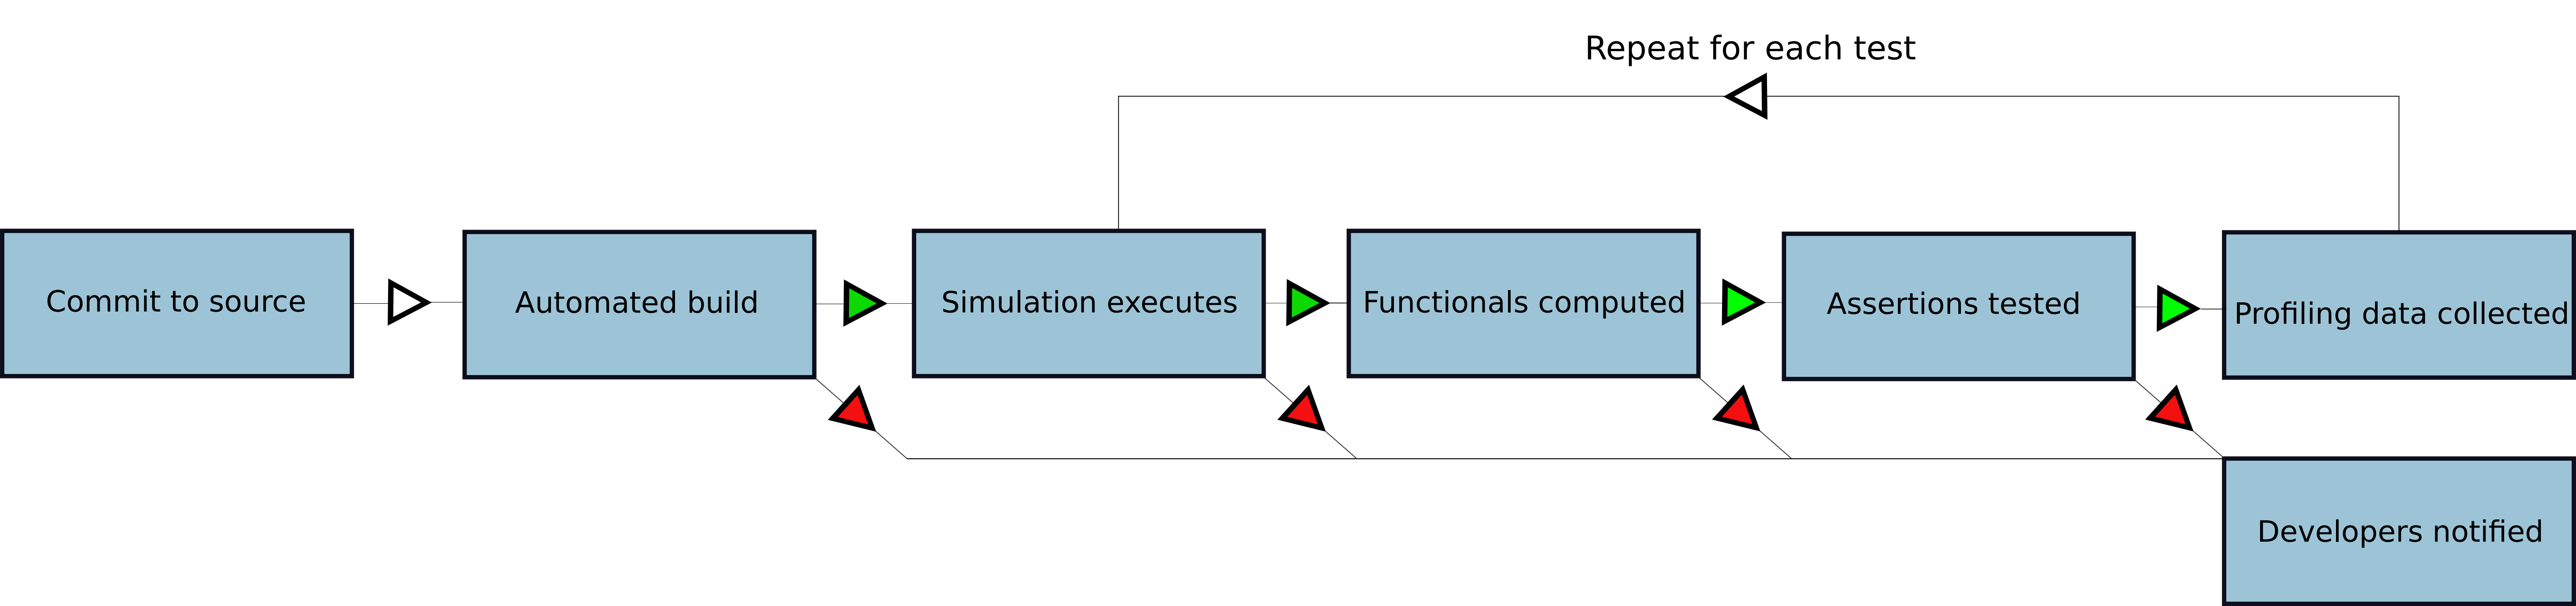 Repeat for each test
Commit to source
Automated build
Simulation executes
Functionals computed
Assertions tested
Profiling data collected
Developers notified